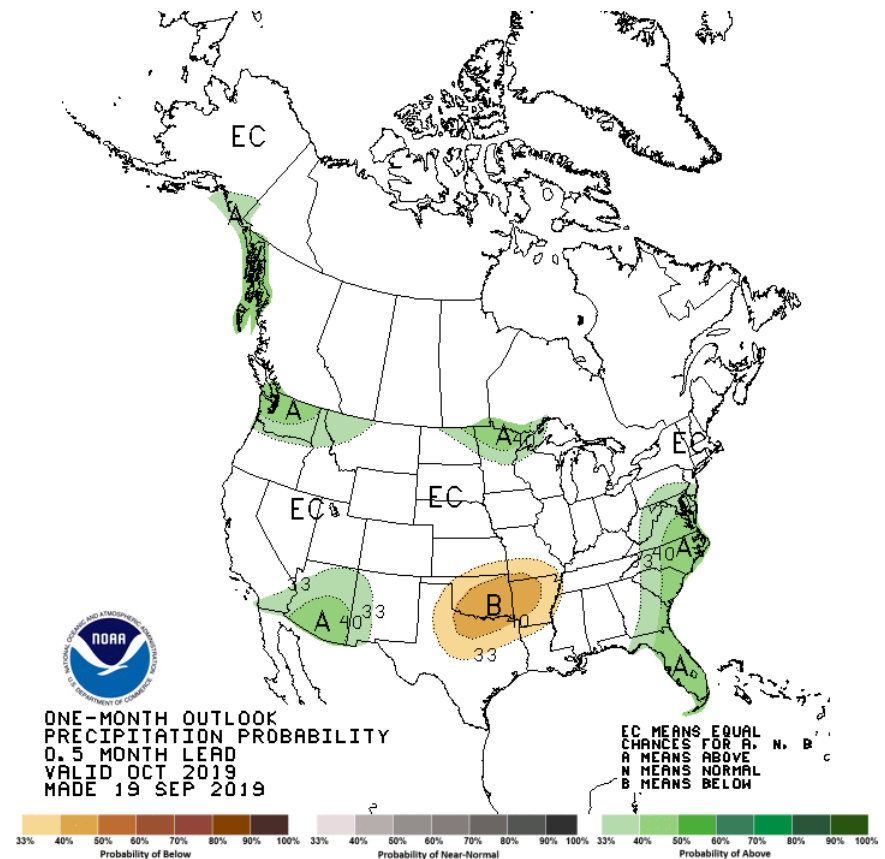 EC
A
A
A
40
EC
EC
EC
33
40
A
33
33
A
40
33
B
40
33
A
NOAA
NATIONAL OCEANIC AND ATMOSPHERIC ADMINISTRATION
U.S. DEPARTMENT OF COMMERCE
ONE-MONTH OUTLOOK
PRECIPITATION PROBABILITY
0.5 MONTH LEAD
VALID OCT 2019
MADE 19 SEP 2019
EC MEANS EQUAL
CHANCES FOR A, N, B
A MEANS ABOVE
N MEANS NORMAL
B MEANS BELOW
33% 40% 50% 60% 70% 80% 90% 100%
Probability of Below
33% 40% 50% 60% 70% 80% 90% 100%
Probability of Near-Normal
33% 40% 50% 60% 70% 80% 90% 100%
Probability of Above